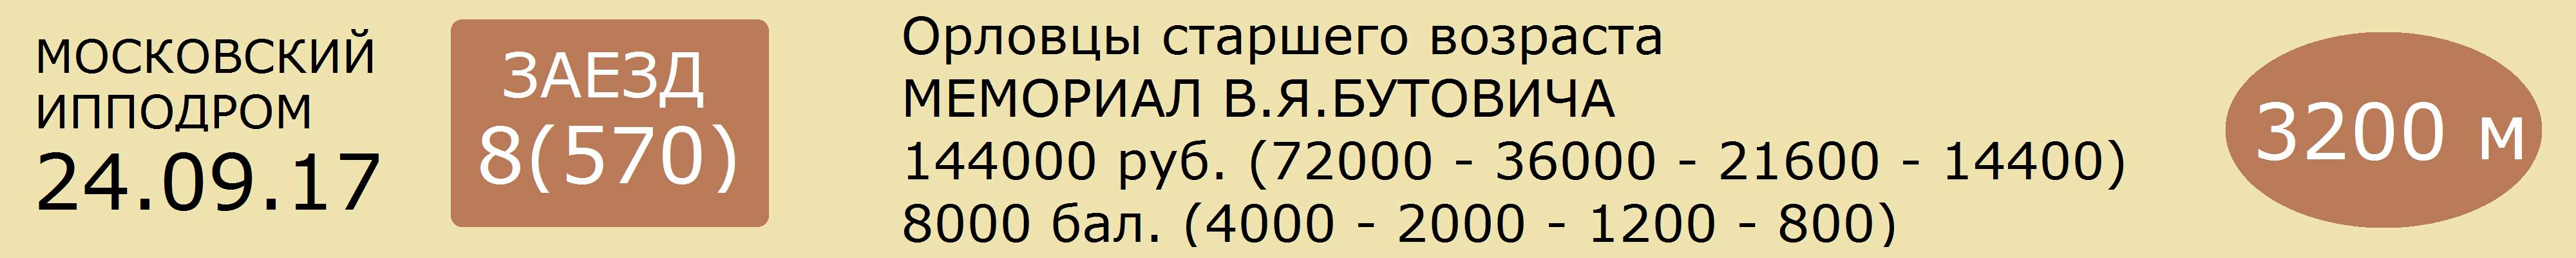 МОСКОВСКИЙ
ИППОДРОМ
24.09.17
ЗАЕЗД
8(570)
Орловцы старшего возраста
МЕМОРИАЛ В.Я.БУТОВИЧА
144000 руб. (72000 - 36000 - 21600 - 14400)
8000 бал. (4000 - 2000 - 1200 - 800)
3200 м